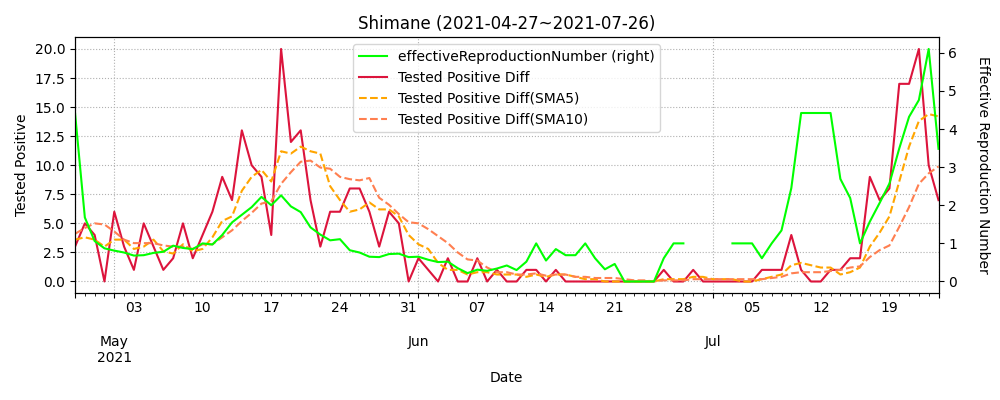 Shimane (2021-04-27~2021-07-26)
effectiveReproductionNumber (right)
Tested Positive Diff
Tested Positive Diff(SMA5)
Tested Positive Diff(SMA10)
Tested Positive
20.0
17.5
15.0
12.5
10.0
7.5
5.0
2.5
0.0
6
5
4
3
2
1
0
Effective Reproduction Number
03 10 17 24 31 07 14 21 28 05 12 19
May Jun Jul
2021
Date